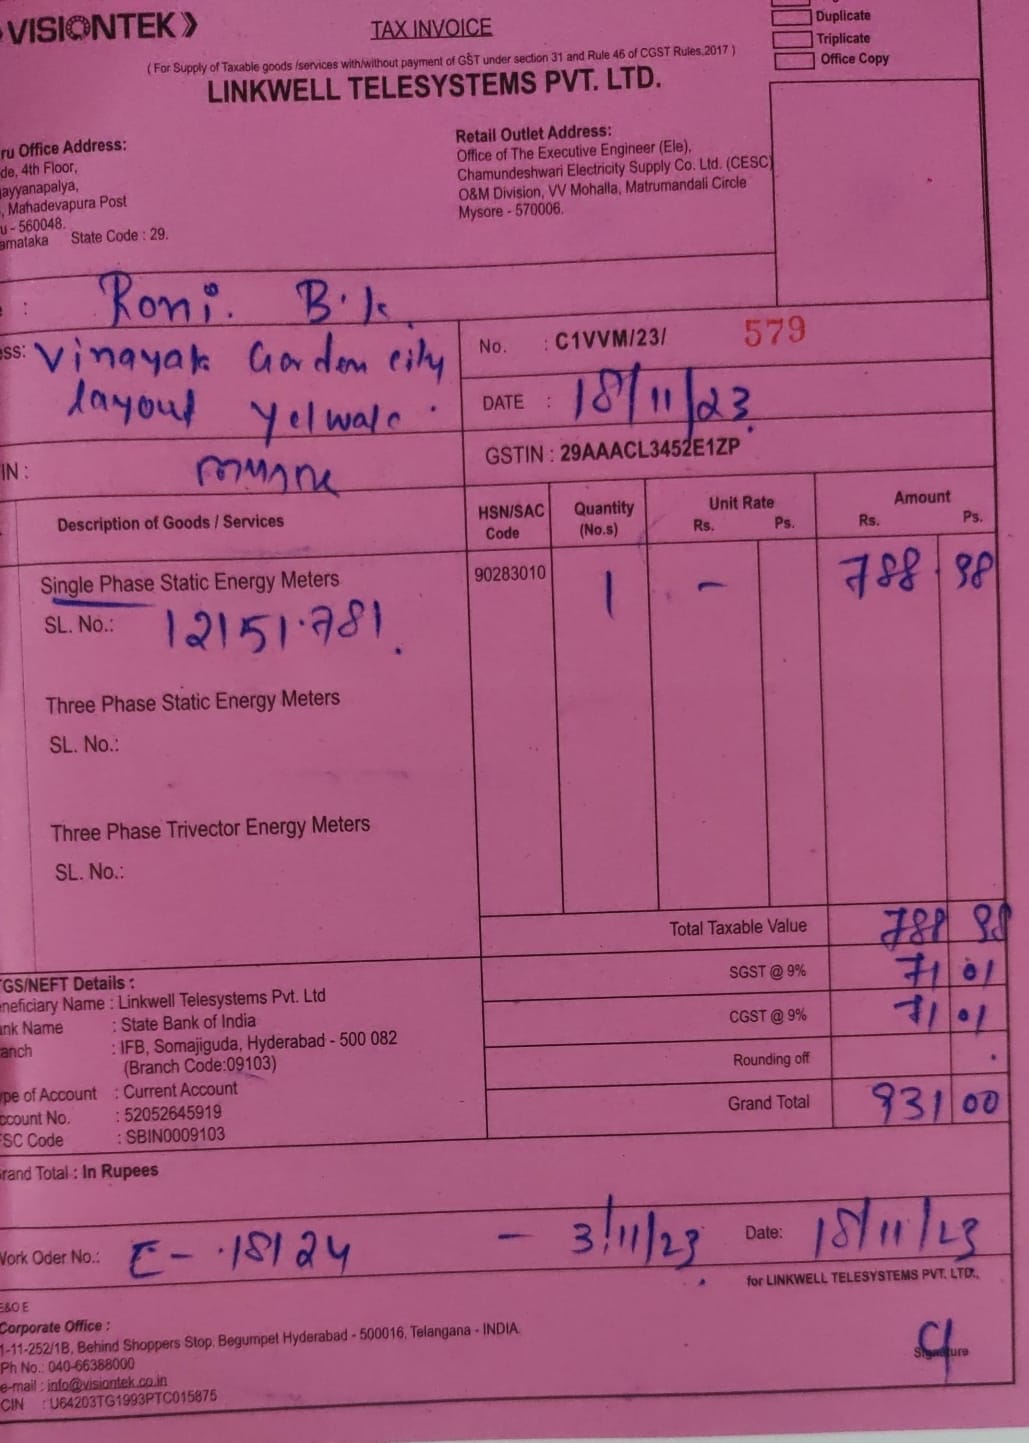 VISIONTEK
TAX INVOICE
Duplicate
Triplicate
Office Copy
( For Supply of Taxable goods /services with/without payment of GST under section 31 and Rule 46 of CGST Rules,2017 )
LINKWELL TELESYSTEMS PVT. LTD.
ru Office Address:
de, 4th Floor,
ayyanapalya,
, Mahadevapura Post
u - 560048.
arnataka State Code : 29.
Retail Outlet Address:
Office of The Executive Engineer (Ele),
Chamundeshwari Electricity Supply Co. Ltd. (CESC)
O&M Division, VV Mohalla, Matrumandali Circle
Mysore - 570006.
: Roni. B.K
ess: Vinayak Garden city
layout Yelwala
No. : C1VVM/23/ 579
DATE : 18/11/23
IN :
GSTIN : 29AAACL3452E1ZP
Description of Goods / Services HSN/SAC Code Quantity (No.s) Unit Rate Rs. Ps. Amount Rs. Ps.
Single Phase Static Energy Meters 90283010 1 - 788 98
SL. No.: 12151781
Three Phase Static Energy Meters
SL. No.:
Three Phase Trivector Energy Meters
SL. No.:
Total Taxable Value 788 98
SGST @ 9% 71 01
CGST @ 9% 71 01
Rounding off
Grand Total 931 00
TGS/NEFT Details :
neficiary Name : Linkwell Telesystems Pvt. Ltd
ank Name : State Bank of India
anch : IFB, Somajiguda, Hyderabad - 500 082
(Branch Code:09103)
ype of Account : Current Account
ccount No. : 52052645919
FSC Code : SBIN0009103
rand Total : In Rupees
Work Oder No.: E-18124 - 3/11/23 Date: 18/11/23
for LINKWELL TELESYSTEMS PVT. LTD.,
Signature
E&O E
Corporate Office :
1-11-252/1B, Behind Shoppers Stop, Begumpet Hyderabad - 500016, Telangana - INDIA.
Ph No.: 040-66388000
e-mail : info@visiontek.co.in
CIN : U64203TG1993PTC015875